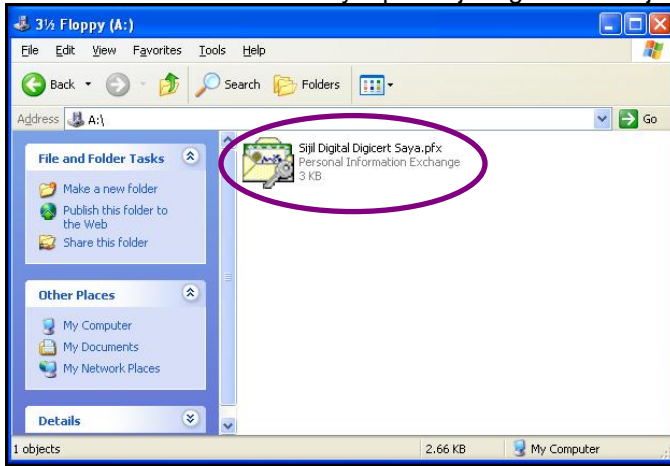 3½ Floppy (A:)
File Edit View Favorites Tools Help
Back Search Folders
Address A:\ Go
File and Folder Tasks
Make a new folder
Publish this folder to
the Web
Share this folder
Other Places
My Computer
My Documents
My Network Places
Details
Sijil Digital Digicert Saya.pfx
Personal Information Exchange
3 KB
1 objects 2.66 KB My Computer